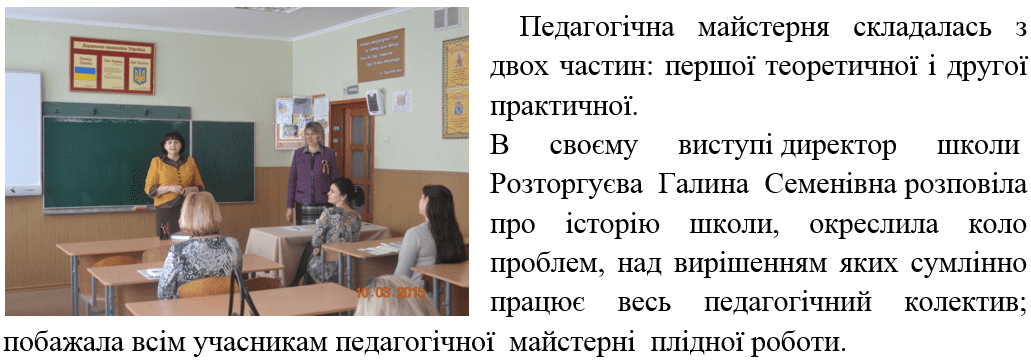 Державна символіка України
10 03 2015
Педагогічна майстерня складалась з
двох частин: першої теоретичної і другої
практичної.
В своєму виступі директор школи
Розторгуєва Галина Семенівна розповіла
про історію школи, окреслила коло
проблем, над вирішенням яких сумлінно
працює весь педагогічний колектив;
побажала всім учасникам педагогічної майстерні плідної роботи.